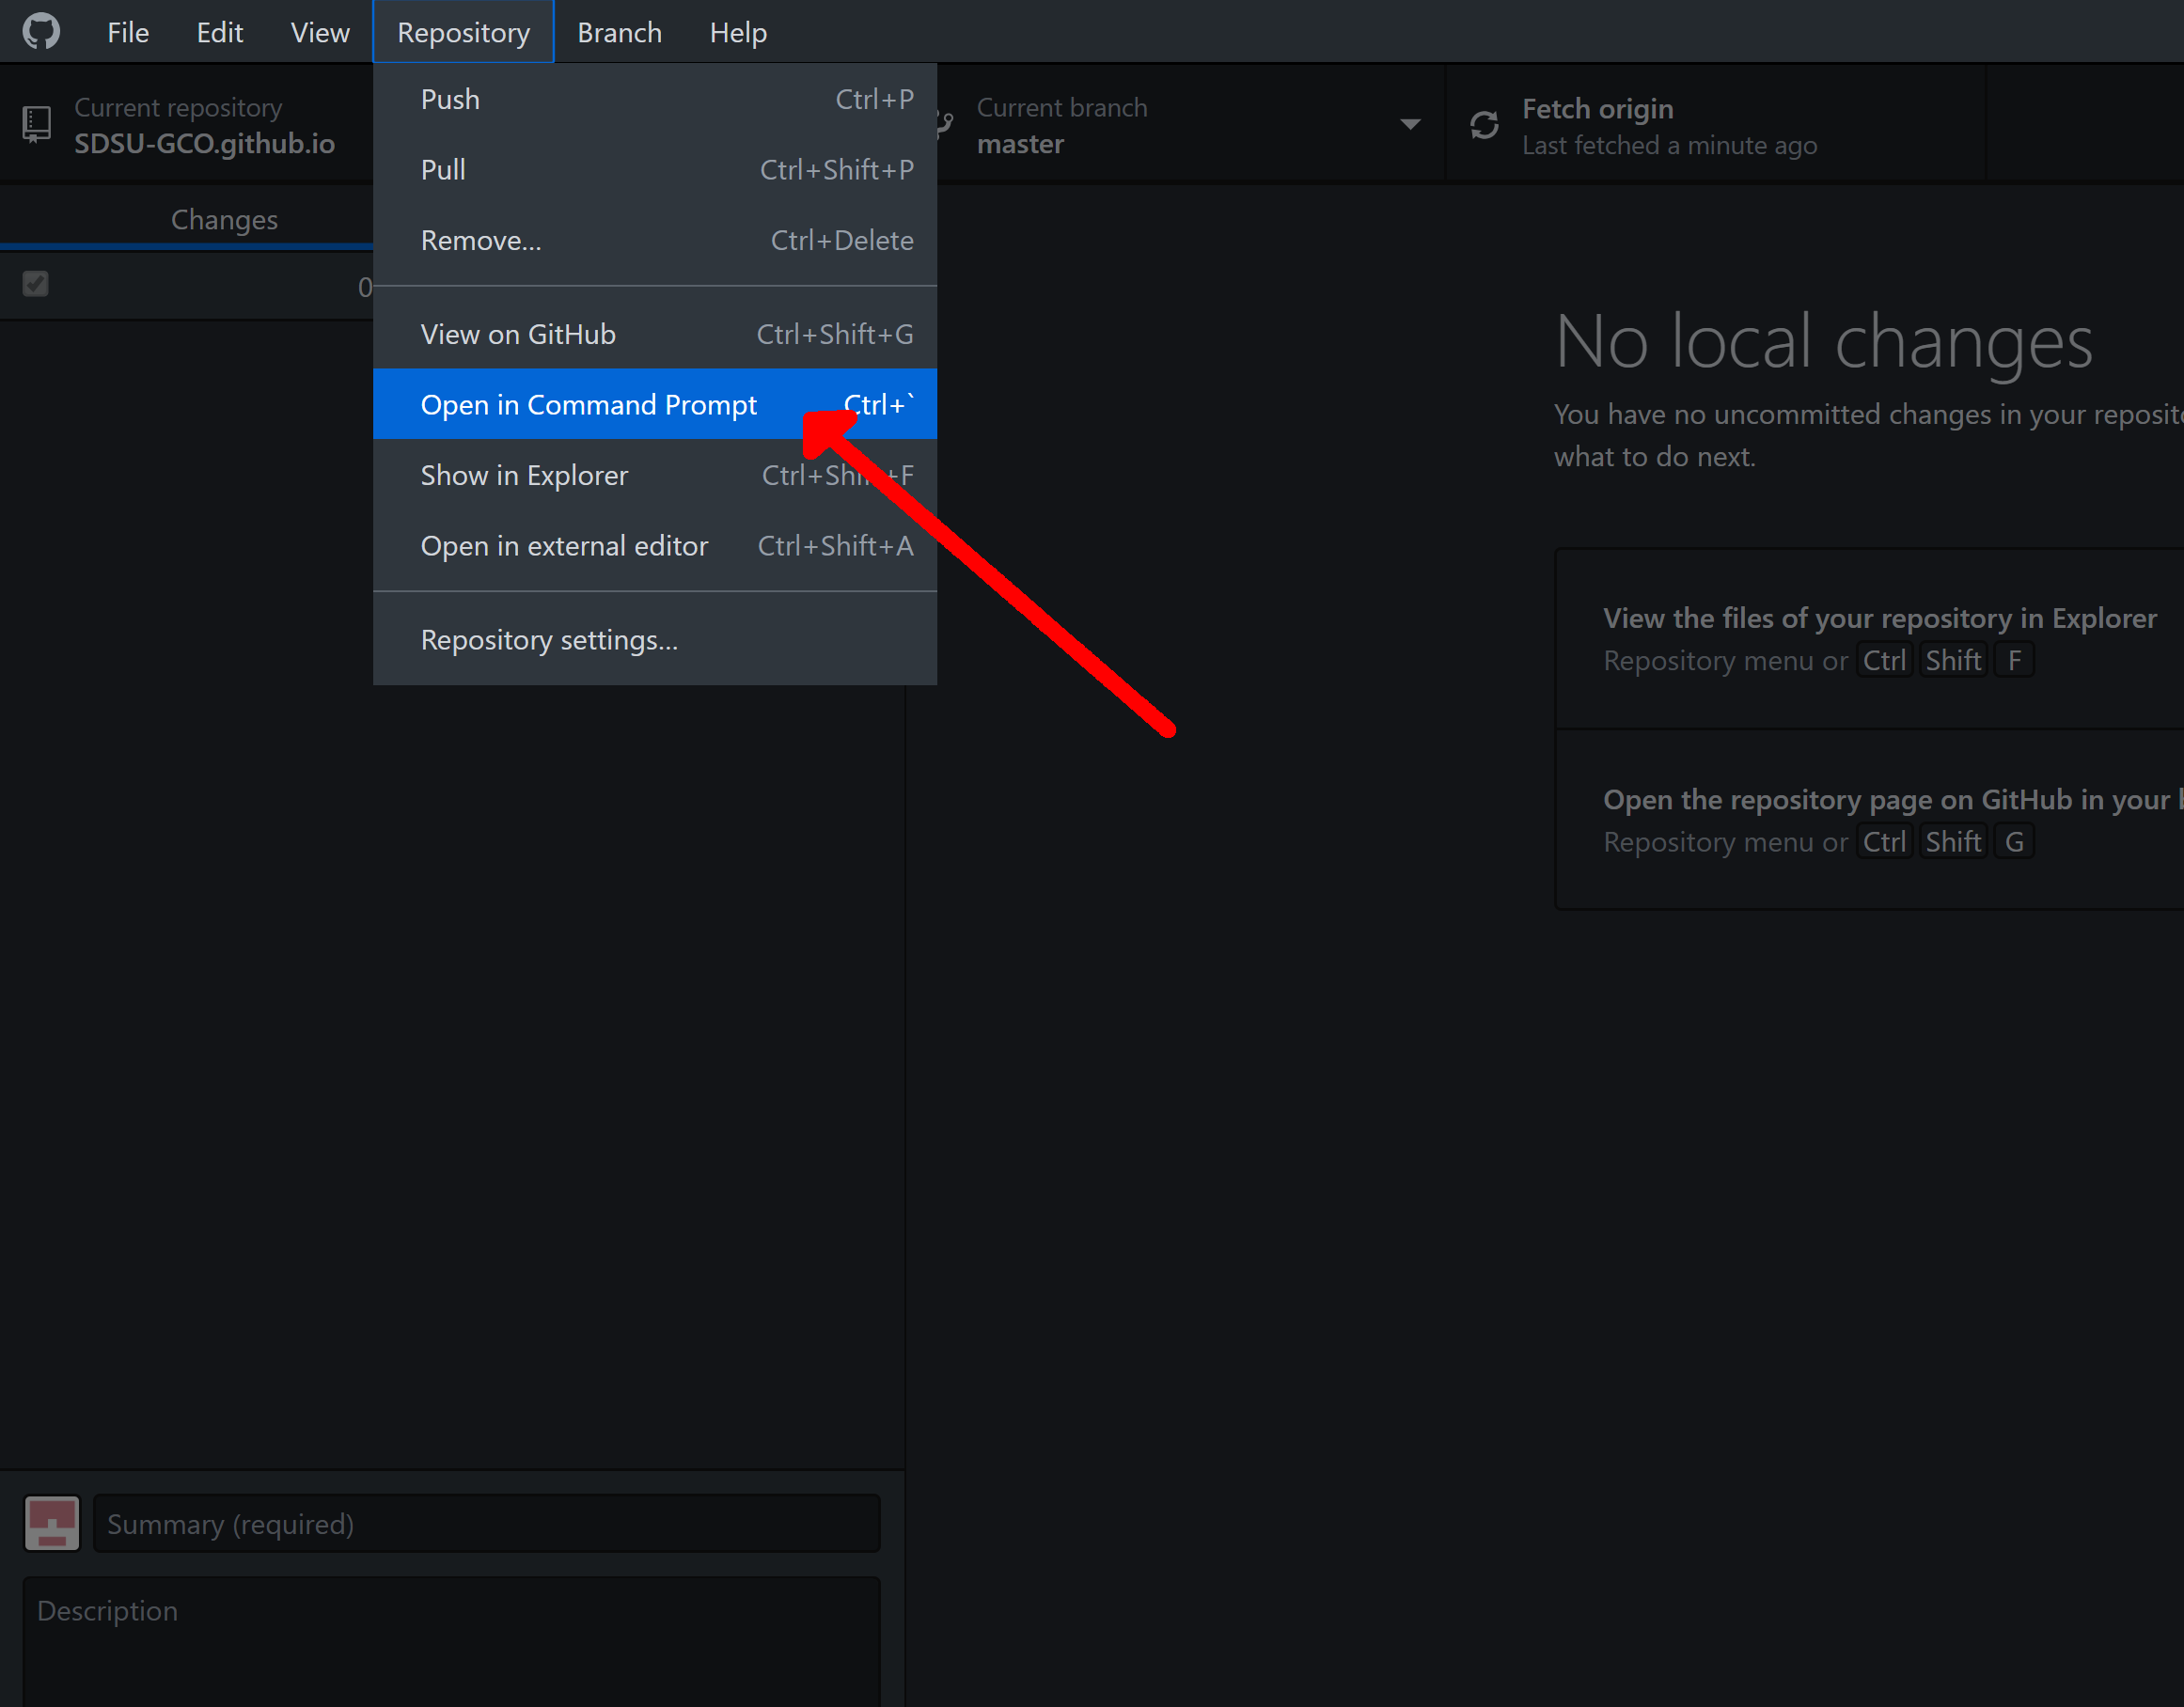 File Edit View Repository Branch Help
Current repository
SDSU-GCO.github.io
Current branch
master
Fetch origin
Last fetched a minute ago
Changes
0
Push Ctrl+P
Pull Ctrl+Shift+P
Remove... Ctrl+Delete
View on GitHub Ctrl+Shift+G
Open in Command Prompt Ctrl+`
Show in Explorer Ctrl+Shift+F
Open in external editor Ctrl+Shift+A
Repository settings...
No local changes
You have no uncommitted changes in your
what to do next.
View the files of your repository in Explorer
Repository menu or Ctrl Shift F
Open the repository page on GitHub in your
Repository menu or Ctrl Shift G
Summary (required)
Description